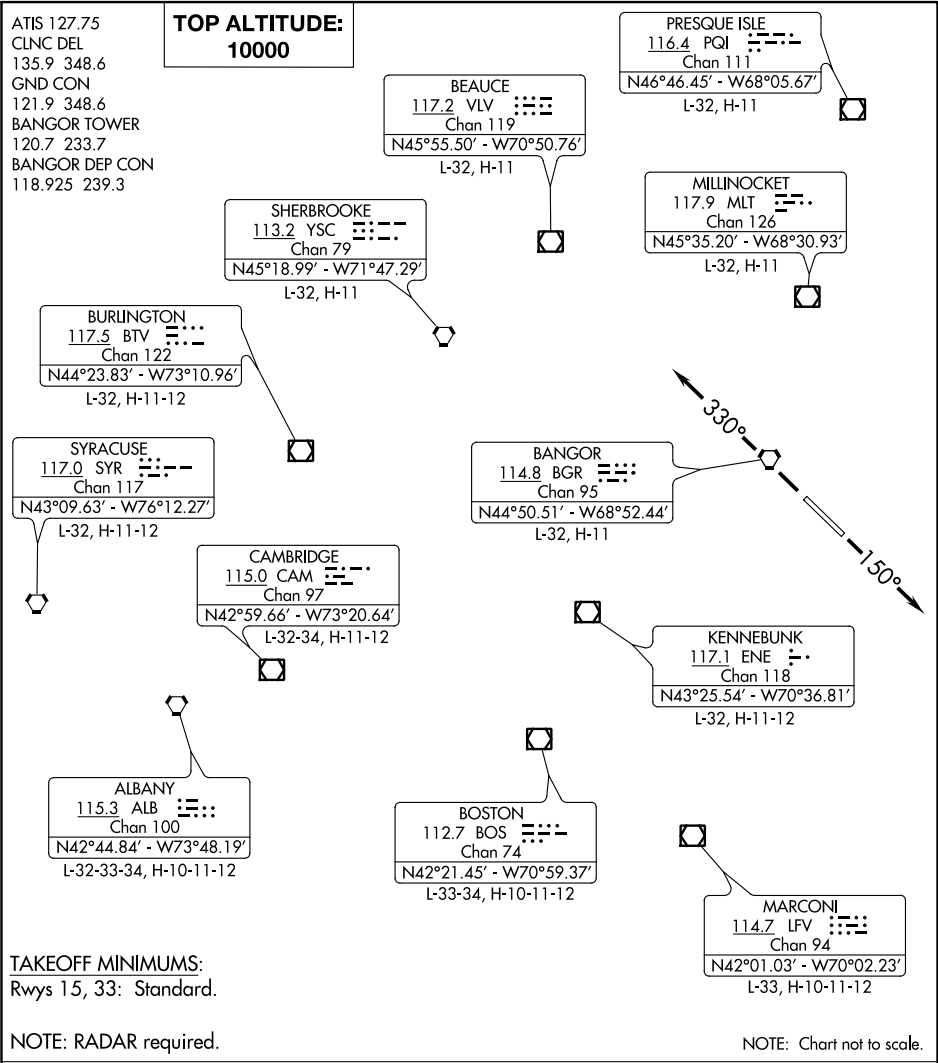 ATIS 127.75
CLNC DEL
135.9 348.6
GND CON
121.9 348.6
BANGOR TOWER
120.7 233.7
BANGOR DEP CON
118.925 239.3
TOP ALTITUDE:
10000
PRESQUE ISLE
116.4 PQI
Chan 111
N46°46.45' - W68°05.67'
L-32, H-11
BEAUCE
117.2 VLV
Chan 119
N45°55.50' - W70°50.76'
L-32, H-11
MILLINOCKET
117.9 MLT
Chan 126
N45°35.20' - W68°30.93'
L-32, H-11
SHERBROOKE
113.2 YSC
Chan 79
N45°18.99' - W71°47.29'
L-32, H-11
BURLINGTON
117.5 BTV
Chan 122
N44°23.83' - W73°10.96'
L-32, H-11-12
330°
150°
SYRACUSE
117.0 SYR
Chan 117
N43°09.63' - W76°12.27'
L-32, H-11-12
BANGOR
114.8 BGR
Chan 95
N44°50.51' - W68°52.44'
L-32, H-11
CAMBRIDGE
115.0 CAM
Chan 97
N42°59.66' - W73°20.64'
L-32-34, H-11-12
KENNEBUNK
117.1 ENE
Chan 118
N43°25.54' - W70°36.81'
L-32, H-11-12
ALBANY
115.3 ALB
Chan 100
N42°44.84' - W73°48.19'
L-32-33-34, H-10-11-12
BOSTON
112.7 BOS
Chan 74
N42°21.45' - W70°59.37'
L-33-34, H-10-11-12
MARCONI
114.7 LFV
Chan 94
N42°01.03' - W70°02.23'
L-33, H-10-11-12
TAKEOFF MINIMUMS:
Rwys 15, 33: Standard.
NOTE: RADAR required.
NOTE: Chart not to scale.